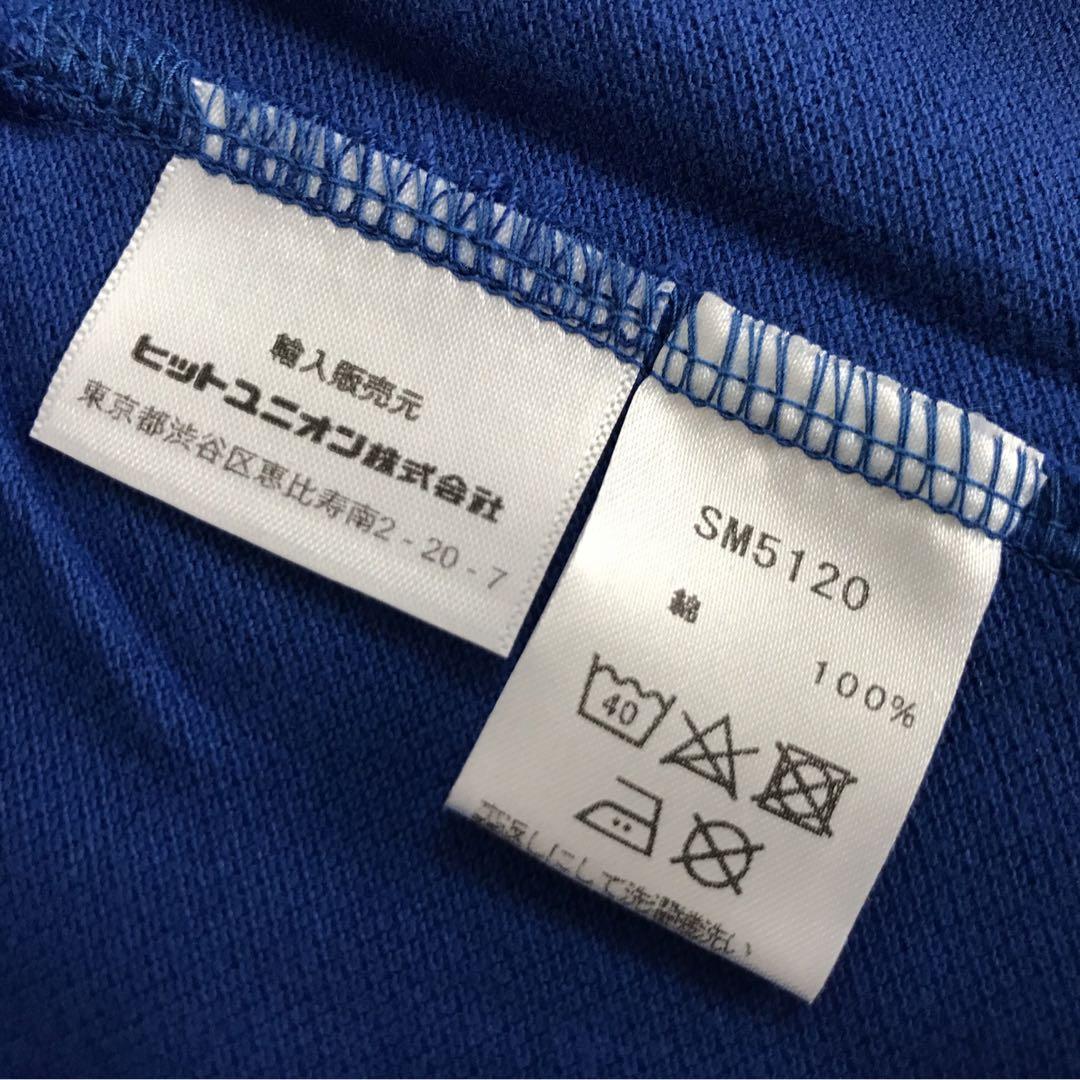 輸入販売元
ヒットユニオン株式会社
東京都渋谷区恵比寿南2-20-7
SM5120
綿
100%
40
裏返しにして洗濯機洗い